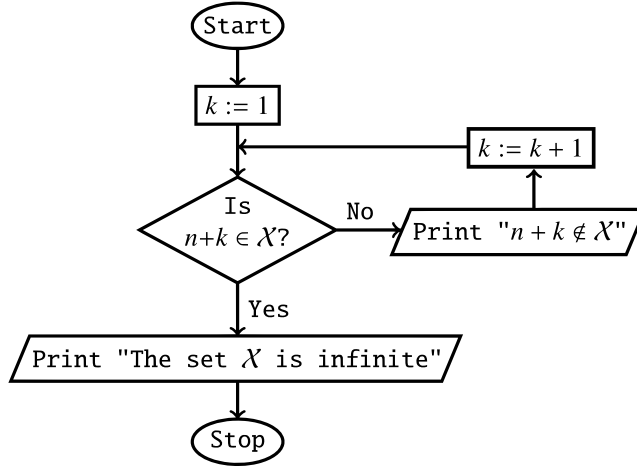 Start
k := 1
k := k + 1
Is
n+k ∈ 𝒳?
No
Print "n + k ∉ 𝒳"
Yes
Print "The set 𝒳 is infinite"
Stop